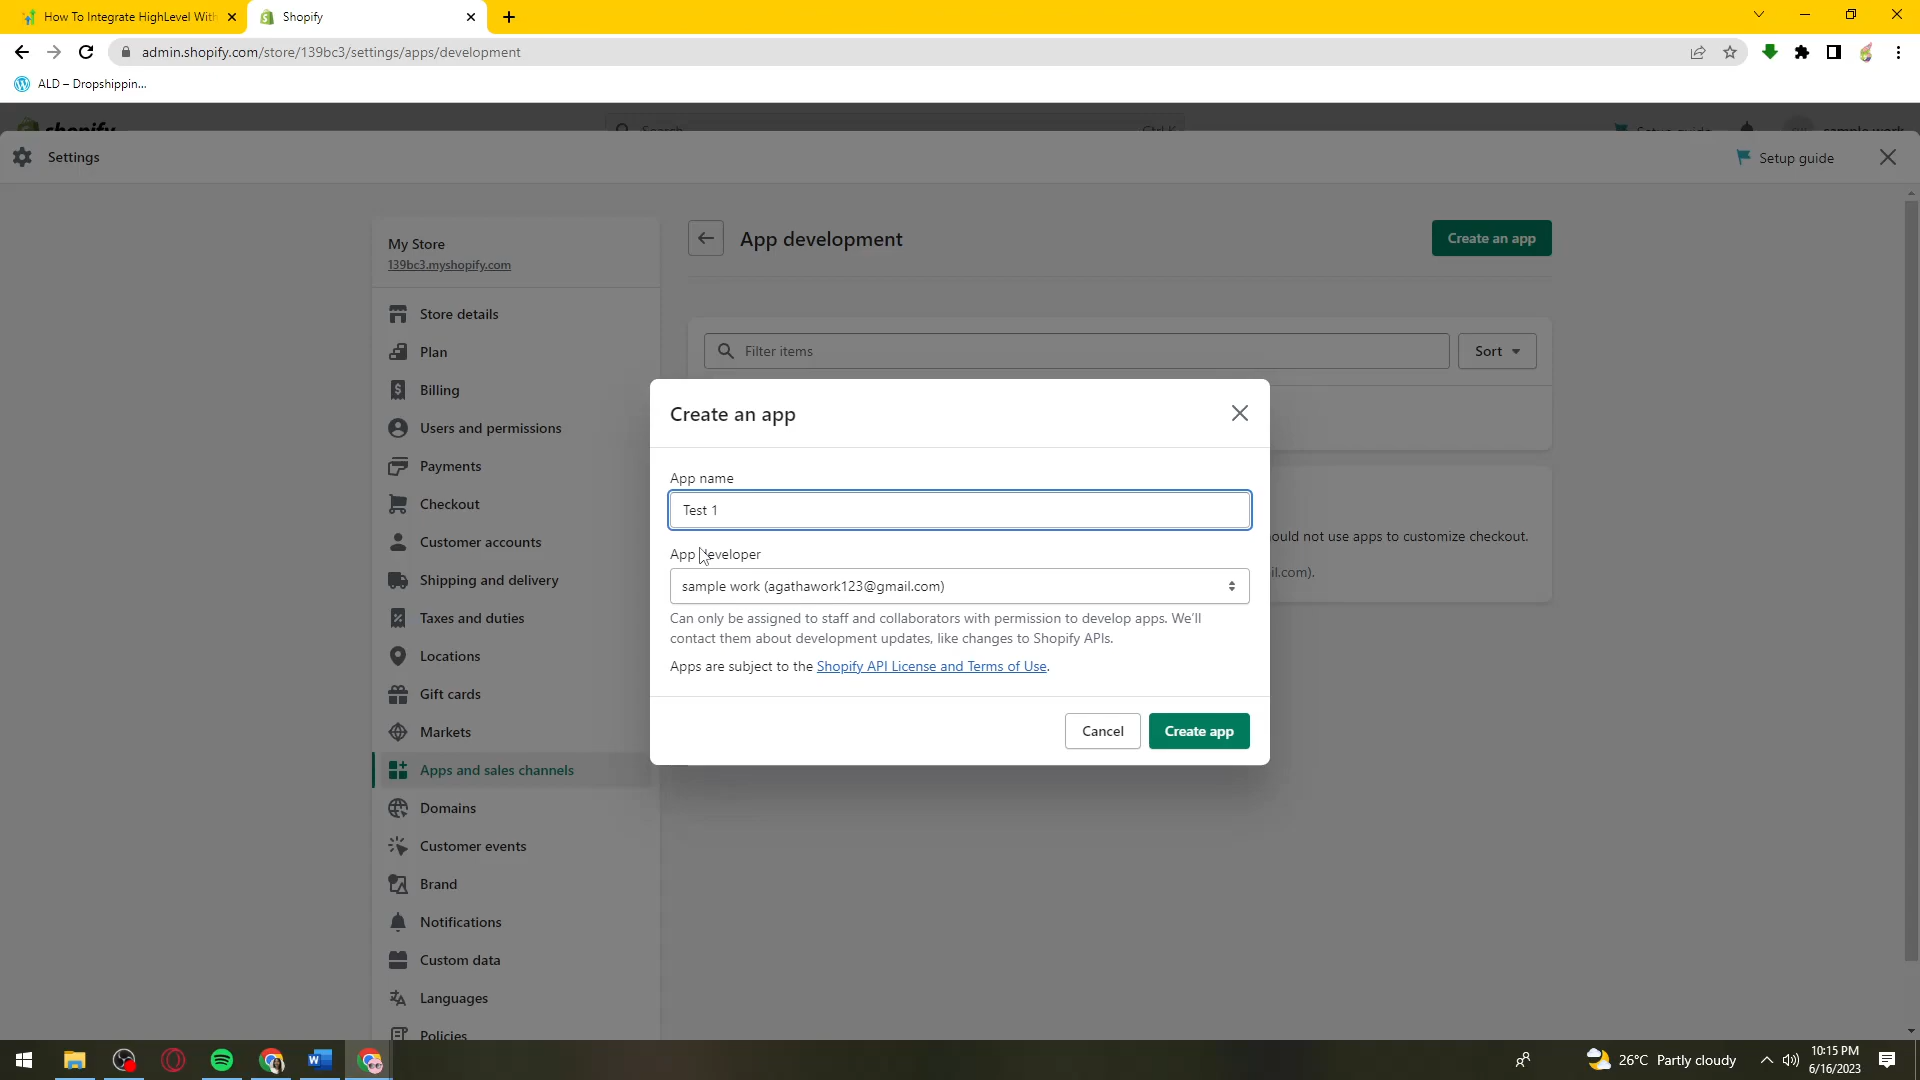 How To Integrate HighLevel With
Shopify
admin.shopify.com/store/139bc3/settings/apps/development
ALD – Dropshippin...
shopify
Search
Ctrl K
Setup guide
sample work
Settings
Setup guide
My Store
139bc3.myshopify.com
App development
Create an app
Store details
Plan
Billing
Users and permissions
Payments
Checkout
Customer accounts
Shipping and delivery
Taxes and duties
Locations
Gift cards
Markets
Apps and sales channels
Domains
Customer events
Brand
Notifications
Custom data
Languages
Policies
Filter items
Sort
ould not use apps to customize checkout.
il.com).
Create an app
App name
Test 1
App developer
sample work (agathawork123@gmail.com)
Can only be assigned to staff and collaborators with permission to develop apps. We'll
contact them about development updates, like changes to Shopify APIs.
Apps are subject to the Shopify API License and Terms of Use.
Cancel
Create app
26°C Partly cloudy
10:15 PM
6/16/2023